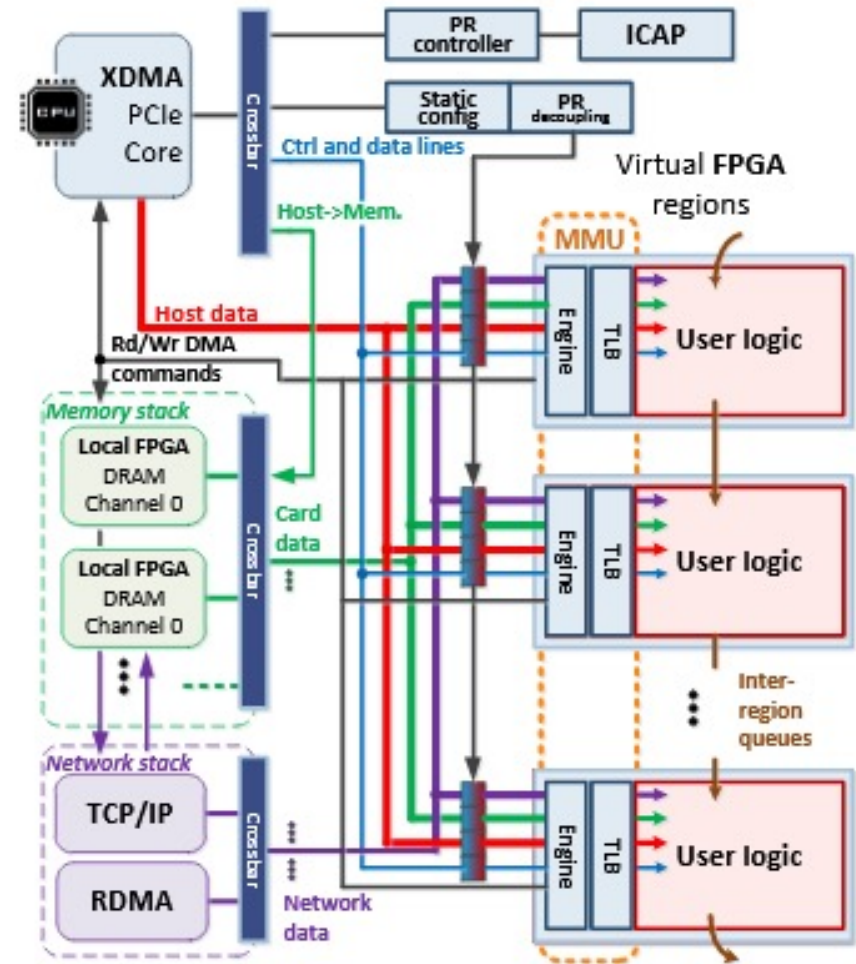 PR
controller
ICAP
XDMA
PCIe
Core
CPU
Crossbar
Static
config
PR
decoupling
Ctrl and data lines
Host->Mem.
Virtual FPGA
regions
MMU
Host data
Rd/Wr DMA
commands
Engine
TLB
User logic
Memory stack
Local FPGA
DRAM
Channel 0
Local FPGA
DRAM
Channel 0
Crossbar
Card
data
Engine
TLB
User logic
Inter-
region
queues
Network stack
TCP/IP
RDMA
Crossbar
Network
data
Engine
TLB
User logic